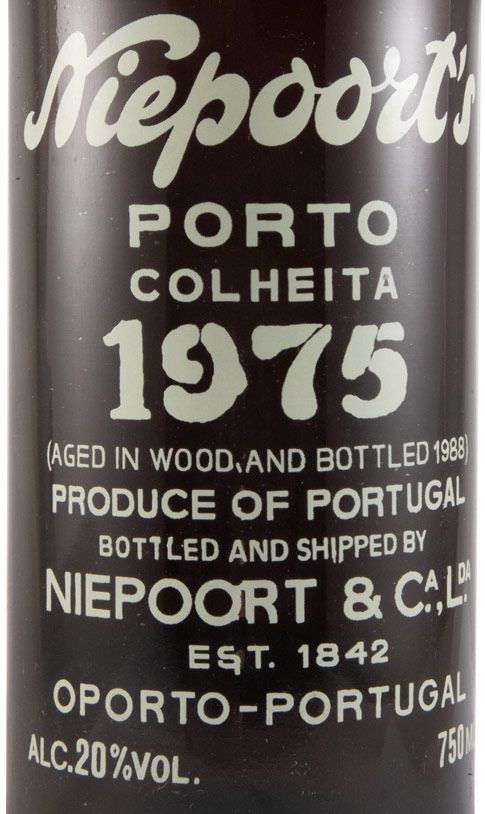 Niepoort's
PORTO
COLHEITA
1975
(AGED IN WOOD, AND BOTTLED 1988)
PRODUCE OF PORTUGAL
BOTTLED AND SHIPPED BY
NIEPOORT & CA., LDA
EST. 1842
OPORTO-PORTUGAL
ALC.20%VOL. 750 M